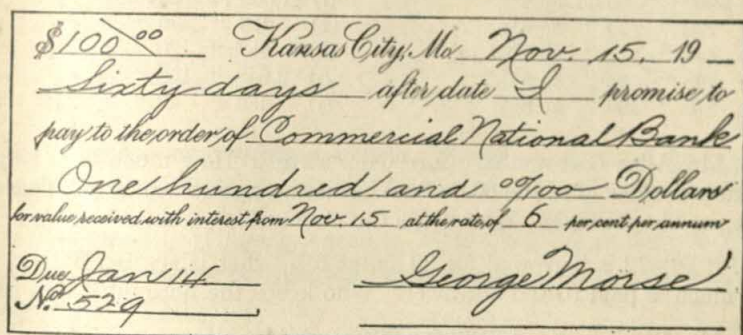 $100 00 Kansas City, Mo Nov. 15, 19
Sixty days after date I promise to
pay to the order of Commercial National Bank
One hundred and 00/100 Dollars
for value received with interest from Nov. 15 at the rate of 6 per cent per annum
Due Jan 14 George Morse
No. 529